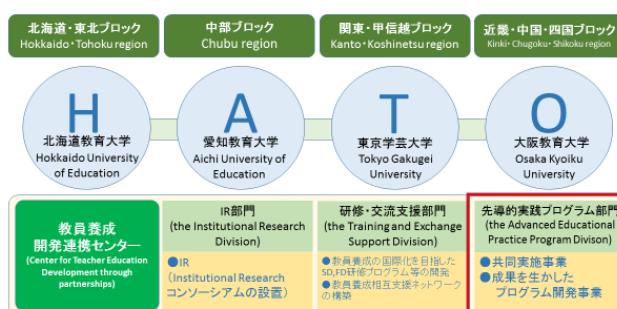 北海道・東北ブロック
Hokkaido・Tohoku region
中部ブロック
Chubu region
関東・甲信越ブロック
Kanto・Koshinetsu region
近畿・中国・四国ブロック
Kinki・Chugoku・Shikoku region
H
北海道教育大学
Hokkaido University
of Education
A
愛知教育大学
Aichi University of
Education
T
東京学芸大学
Tokyo Gakugei
University
O
大阪教育大学
Osaka Kyoiku
University
教員養成
開発連携センター
(Center for Teacher Education
Development through
partnerships)
IR部門
(the Institutional Research
Division)
●IR
(Institutional Research
コンソーシアムの設置)
研修・交流支援部門
(the Training and Exchange
Support Division)
●教員養成の国際化を目指した
SD,FD研修プログラム等の開発
●教員養成相互支援ネットワーク
の構築
先導的実践プログラム部門
(the Advanced Educational
Practice Program Divison)
●共同実施事業
●成果を生かした
プログラム開発事業